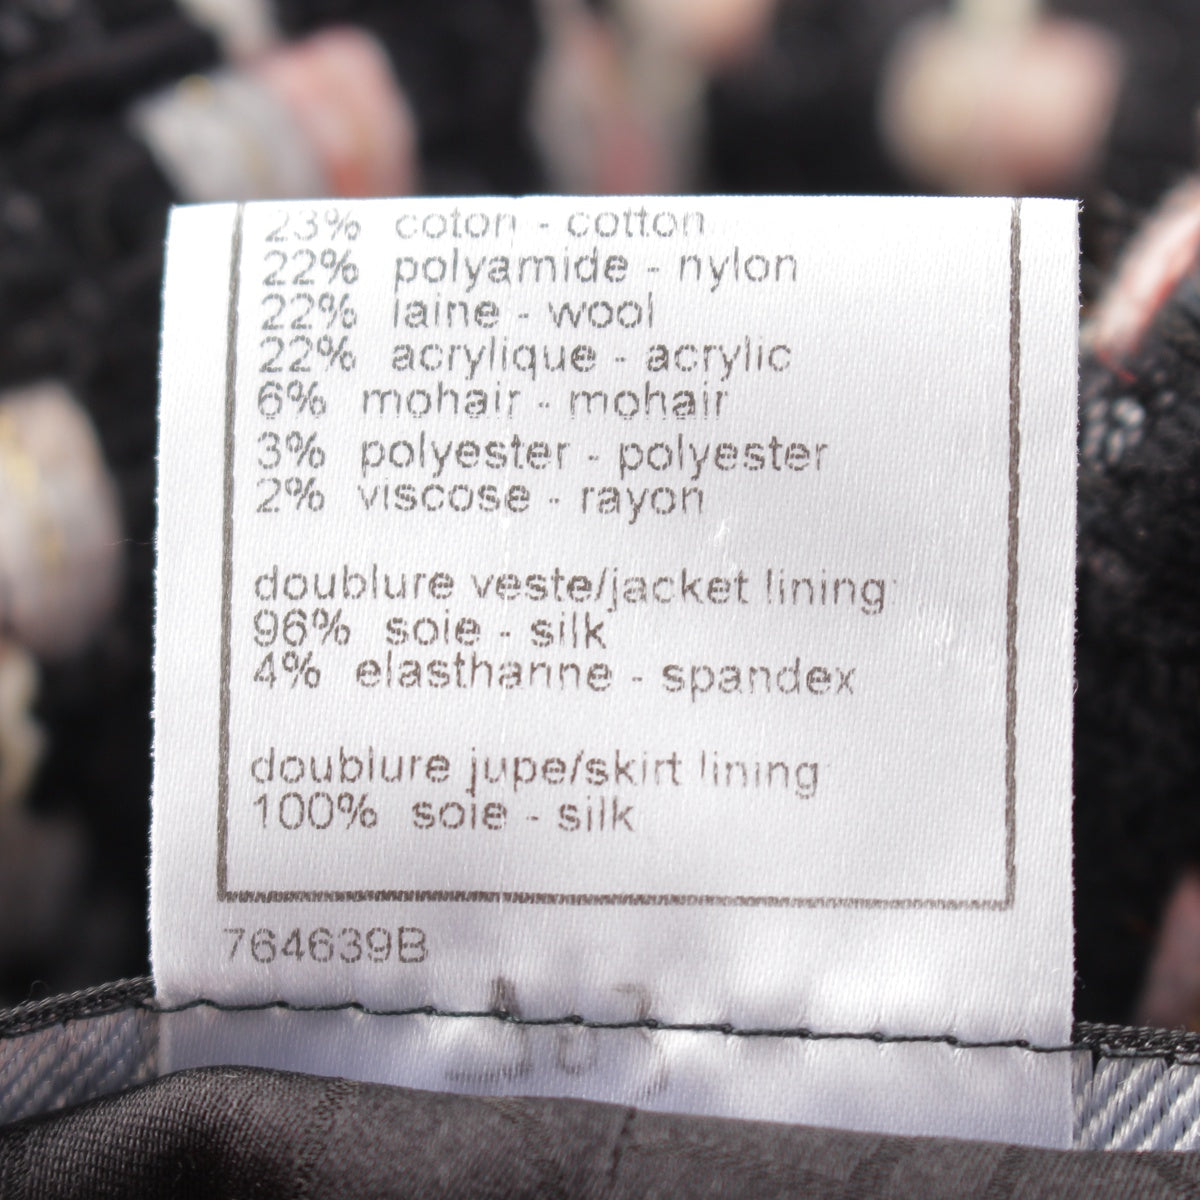 23% coton - cotton
22% polyamide - nylon
22% laine - wool
22% acrylique - acrylic
6% mohair - mohair
3% polyester - polyester
2% viscose - rayon
doublure veste/jacket lining
96% soie - silk
4% elasthanne - spandex
doublure jupe/skirt lining
100% soie - silk
764639B